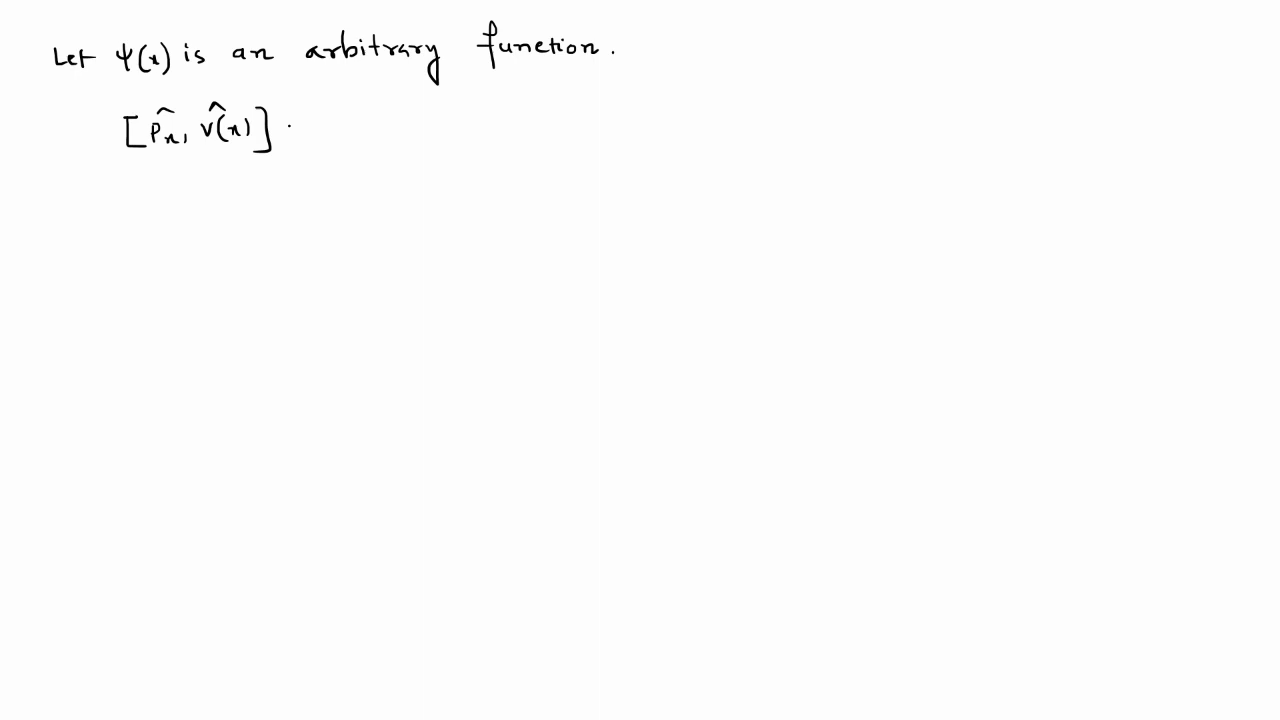 Let ψ(x) is an arbitrary function.
[p̂x, v̂(x)]